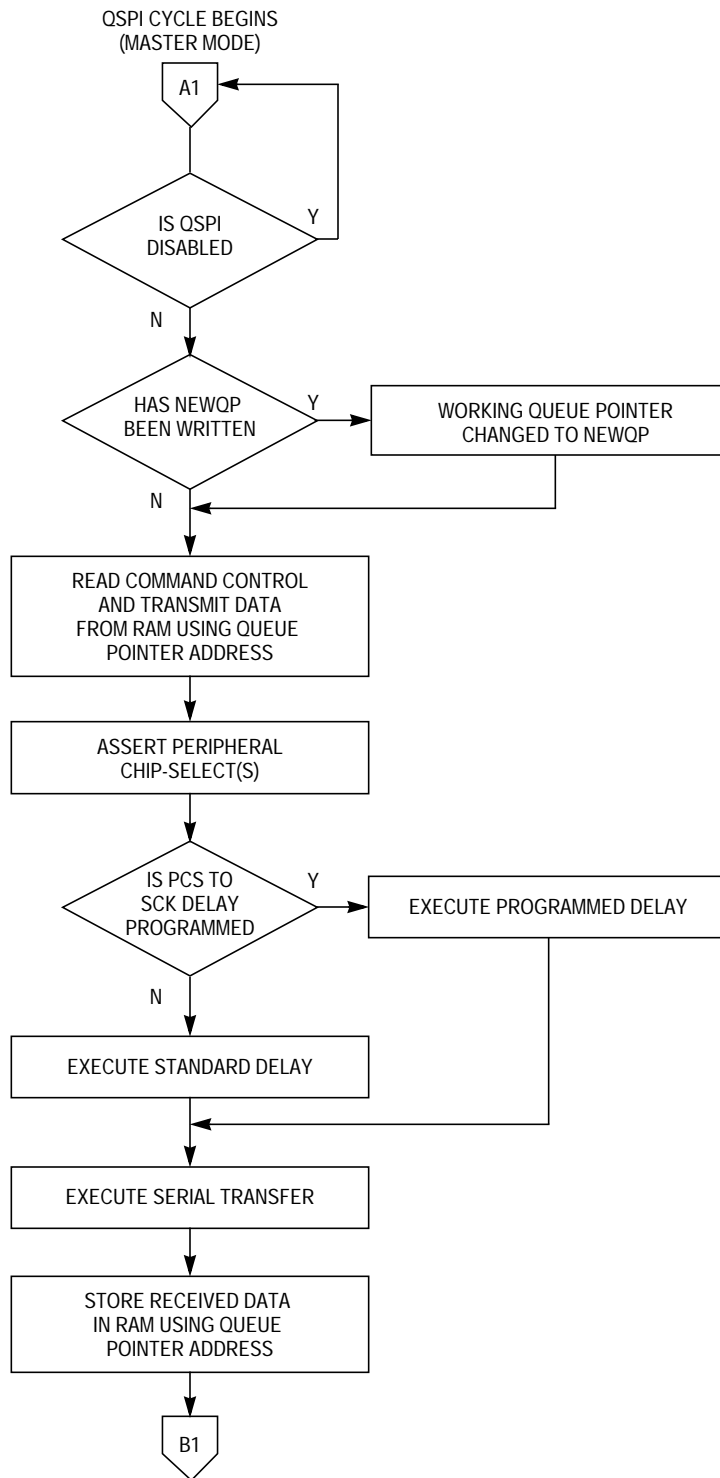 QSPI CYCLE BEGINS
(MASTER MODE)
A1
IS QSPI
DISABLED
Y
N
HAS NEWQP
BEEN WRITTEN
Y
WORKING QUEUE POINTER
CHANGED TO NEWQP
N
READ COMMAND CONTROL
AND TRANSMIT DATA
FROM RAM USING QUEUE
POINTER ADDRESS
ASSERT PERIPHERAL
CHIP-SELECT(S)
IS PCS TO
SCK DELAY
PROGRAMMED
Y
EXECUTE PROGRAMMED DELAY
N
EXECUTE STANDARD DELAY
EXECUTE SERIAL TRANSFER
STORE RECEIVED DATA
IN RAM USING QUEUE
POINTER ADDRESS
B1